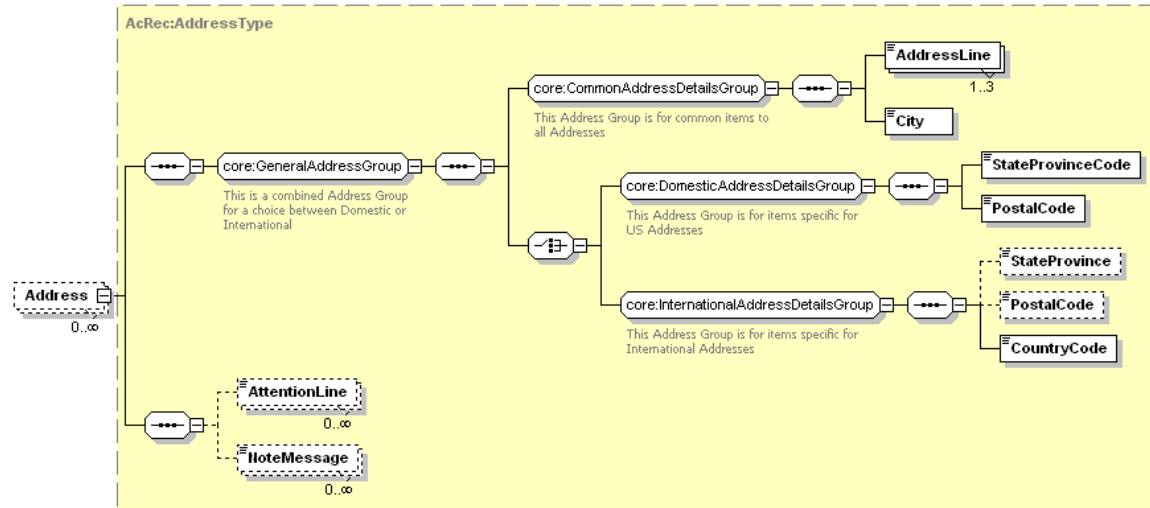 AcRec:AddressType
AddressLine
1..3
core:CommonAddressDetailsGroup
This Address Group is for common items to
all Addresses
City
core:GeneralAddressGroup
This is a combined Address Group
for a choice between Domestic or
International
StateProvinceCode
core:DomesticAddressDetailsGroup
This Address Group is for items specific for
US Addresses
PostalCode
StateProvince
core:InternationalAddressDetailsGroup
This Address Group is for items specific for
International Addresses
PostalCode
CountryCode
Address
0..∞
AttentionLine
0..∞
NoteMessage
0..∞